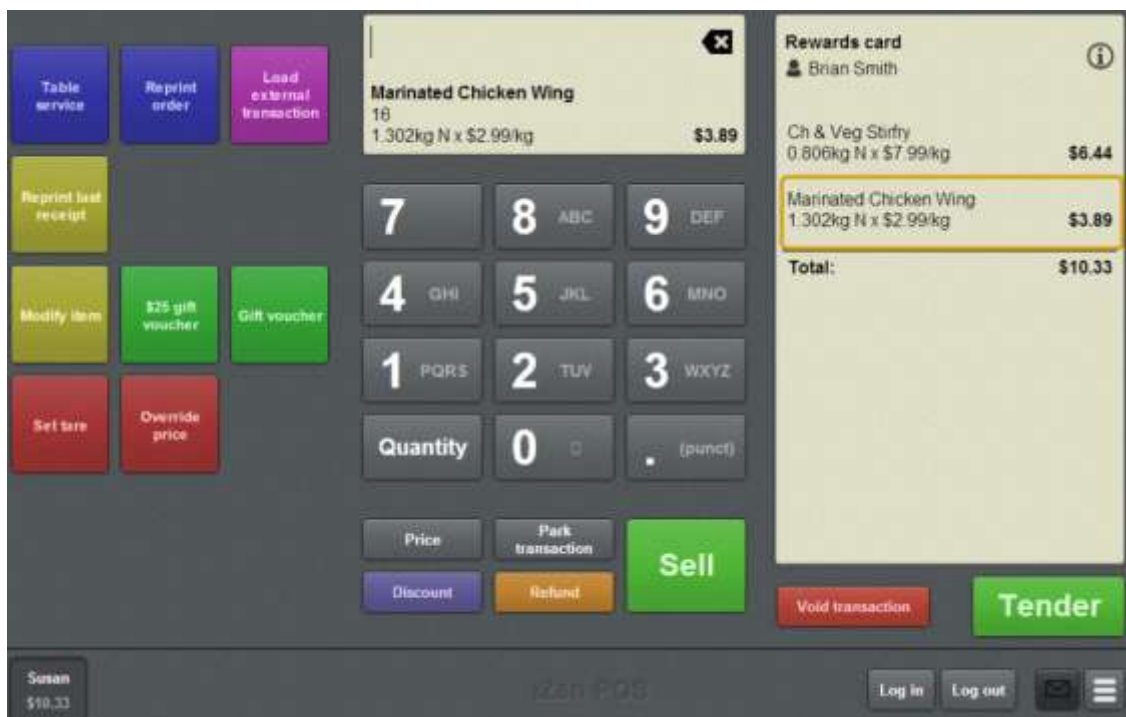 Table
service
Reprint
order
Load
external
transaction
Reprint last
receipt
Modify item
$25 gift
voucher
Gift voucher
Set tare
Override
price
Marinated Chicken Wing
16
1.302kg N x $2.99/kg $3.89
7
8 ABC
9 DEF
4 GHI
5 JKL
6 MNO
1 PQRS
2 TUV
3 WXYZ
Quantity
0
. (punct)
Price
Park
transaction
Sell
Discount
Refund
Rewards card
Brian Smith
Ch & Veg Stirfry
0.806kg N x $7.99/kg $6.44
Marinated Chicken Wing
1.302kg N x $2.99/kg $3.89
Total: $10.33
Void transaction
Tender
Susan
$10.33
POS
Log in
Log out